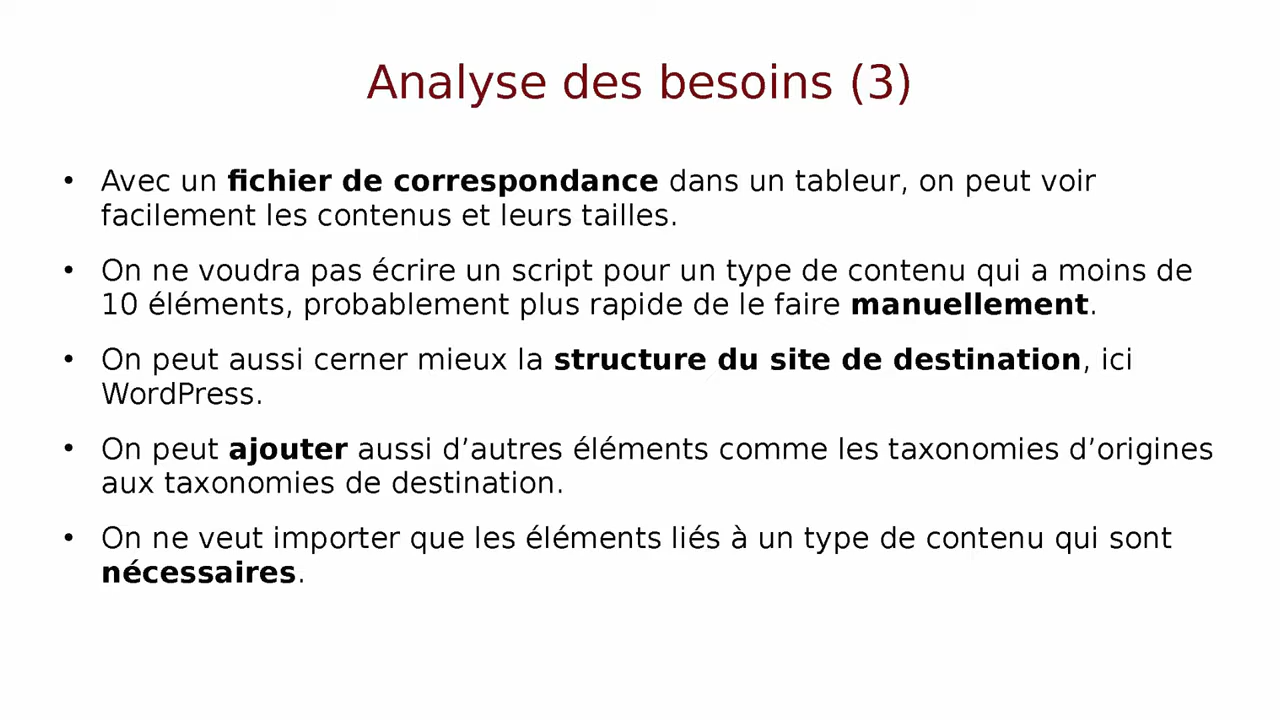 Analyse des besoins (3)
• Avec un fichier de correspondance dans un tableur, on peut voir
facilement les contenus et leurs tailles.
• On ne voudra pas écrire un script pour un type de contenu qui a moins de
10 éléments, probablement plus rapide de le faire manuellement.
• On peut aussi cerner mieux la structure du site de destination, ici
WordPress.
• On peut ajouter aussi d’autres éléments comme les taxonomies d’origines
aux taxonomies de destination.
• On ne veut importer que les éléments liés à un type de contenu qui sont
nécessaires.